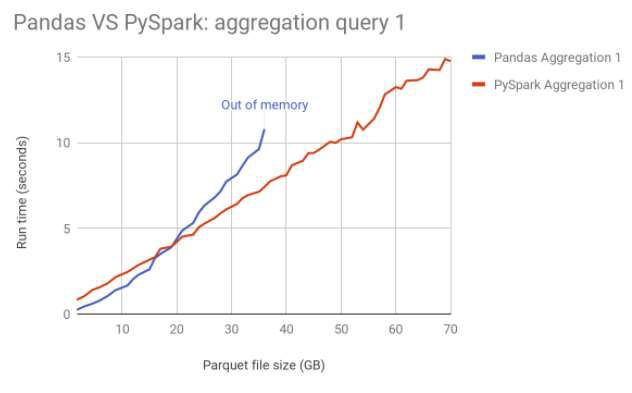 Pandas VS PySpark: aggregation query 1
Pandas Aggregation 1
PySpark Aggregation 1
Out of memory
Run time (seconds)
15
10
5
0
10 20 30 40 50 60 70
Parquet file size (GB)